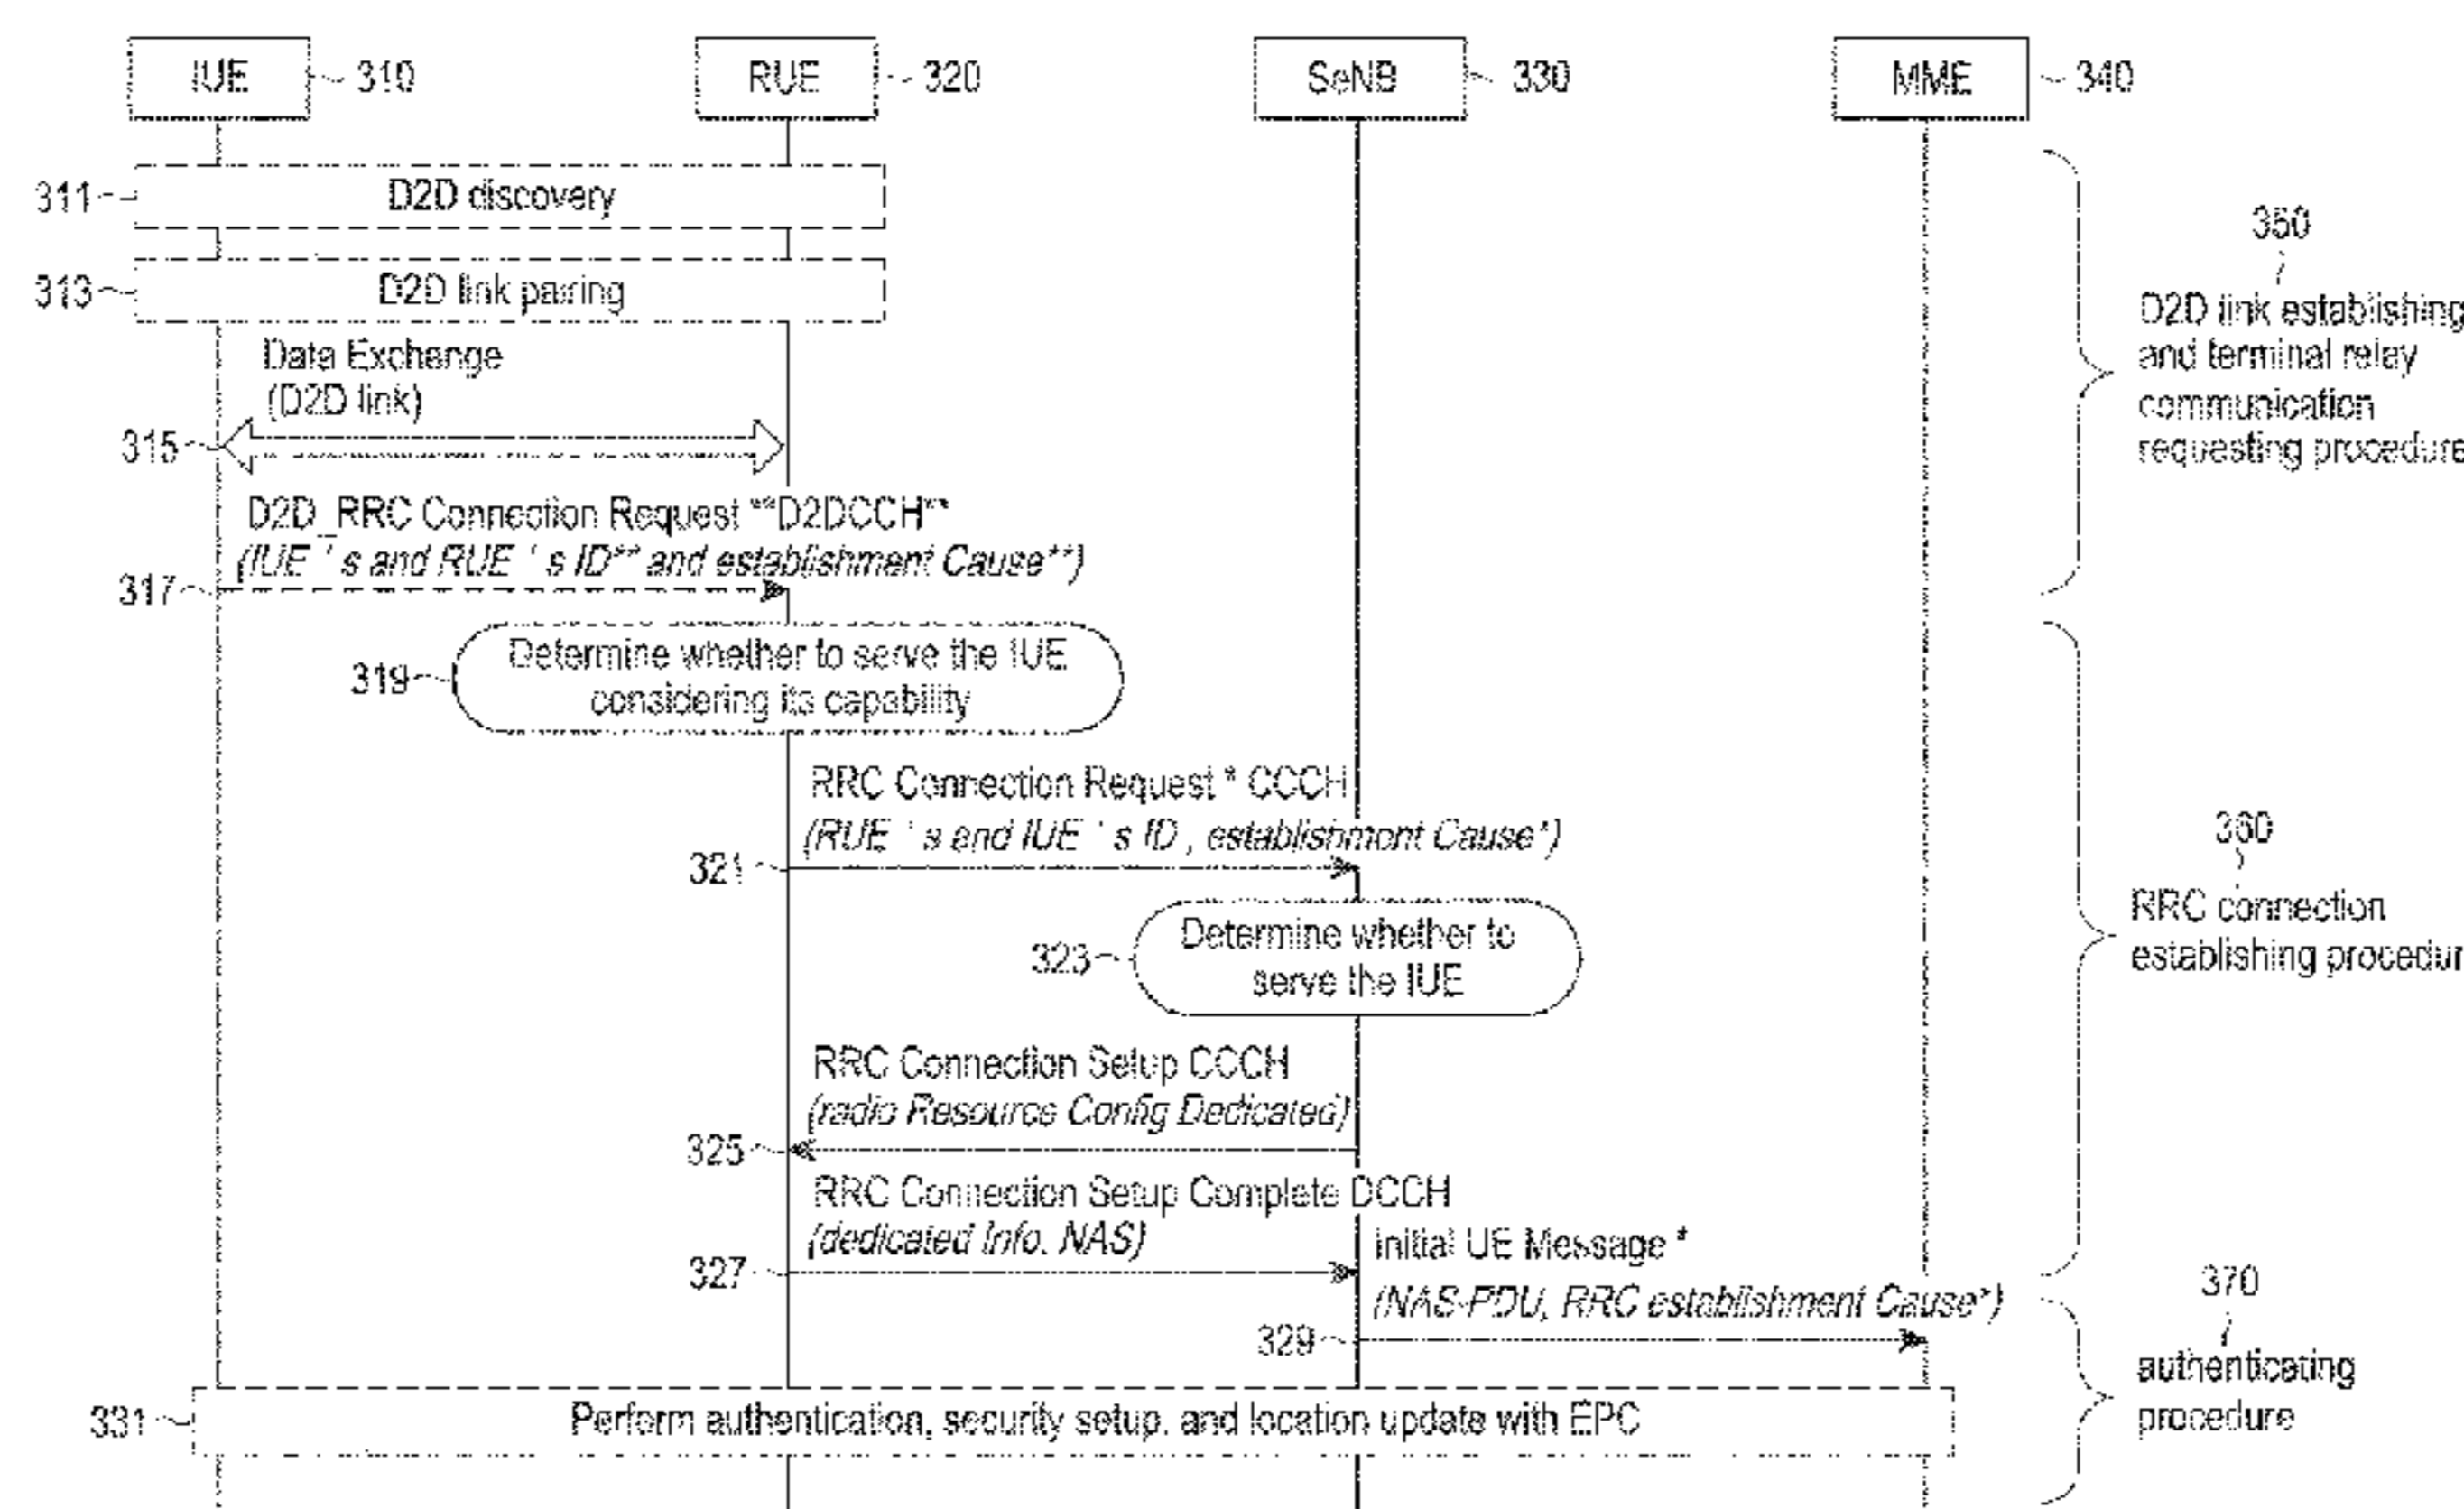 IUE 310
RUE 320
SeNB 330
MME 340
311 D2D discovery
313 D2D link pairing
Data Exchange
(D2D link)
315
350
D2D link establishing
and terminal relay
communication
requesting procedure
D2D_RRC Connection Request **D2DCCH**
(IUE ' s and RUE ' s ID** and establishment Cause**)
317
319 Determine whether to serve the IUE
considering its capability
RRC Connection Request * CCCH
(RUE ' s and IUE ' s ID , establishment Cause*)
321
323 Determine whether to
serve the IUE
360
RRC connection
establishing procedur
RRC Connection Setup CCCH
(radio Resource Config Dedicated)
325
RRC Connection Setup Complete DCCH
(dedicated Info. NAS)
327
Initial UE Message *
(NAS-PDU, RRC establishment Cause*)
329
370
authenticating
procedure
331 Perform authentication, security setup, and location update with EPC